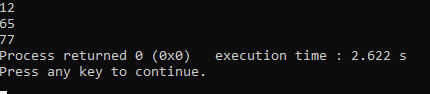 12
65
77
Process returned 0 (0x0)   execution time : 2.622 s
Press any key to continue.